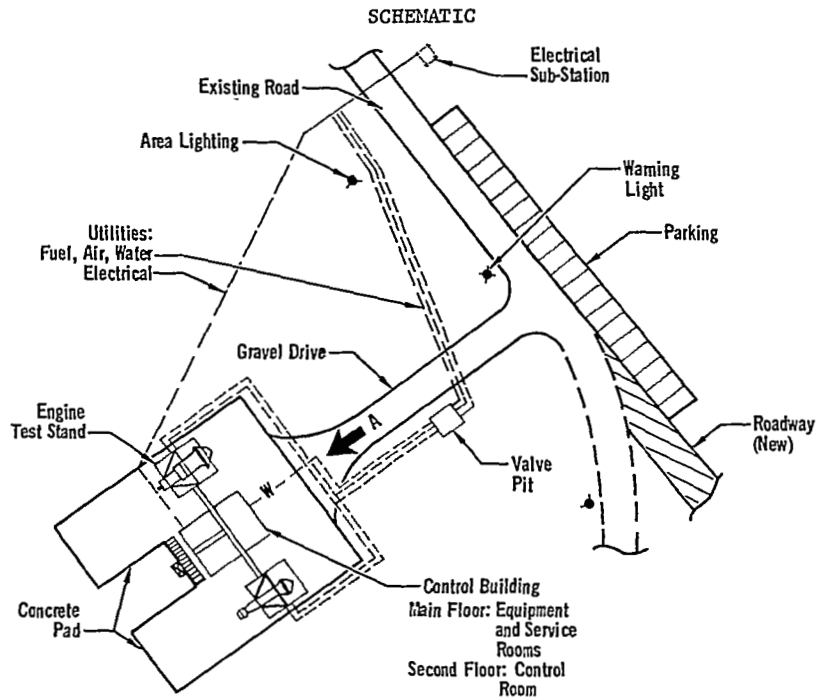 SCHEMATIC
Electrical
Sub-Station
Existing Road
Area Lighting
Warning
Light
Utilities:
Fuel, Air, Water
Electrical
Parking
Gravel Drive
Engine
Test Stand
A
Roadway
(New)
Valve
Pit
W
Control Building
Main Floor: Equipment
and Service
Rooms
Second Floor: Control
Room
Concrete
Pad